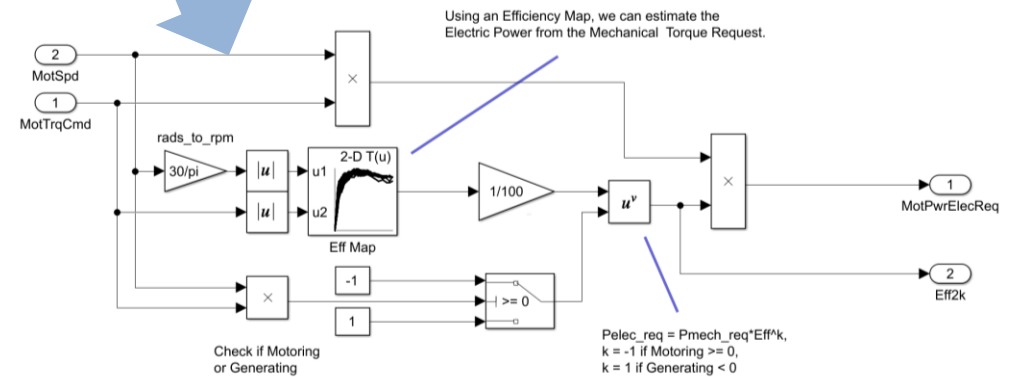 Using an Efficiency Map, we can estimate the
Electric Power from the Mechanical Torque Request.
2
MotSpd
×
1
MotTrqCmd
rads_to_rpm
30/pi
|u|
|u|
2-D T(u)
u1
u2
Eff Map
1/100
u^v
×
1
MotPwrElecReq
2
Eff2k
×
-1
1
>= 0
Check if Motoring
or Generating
Pelec_req = Pmech_req*Eff^k,
k = -1 if Motoring >= 0,
k = 1 if Generating < 0